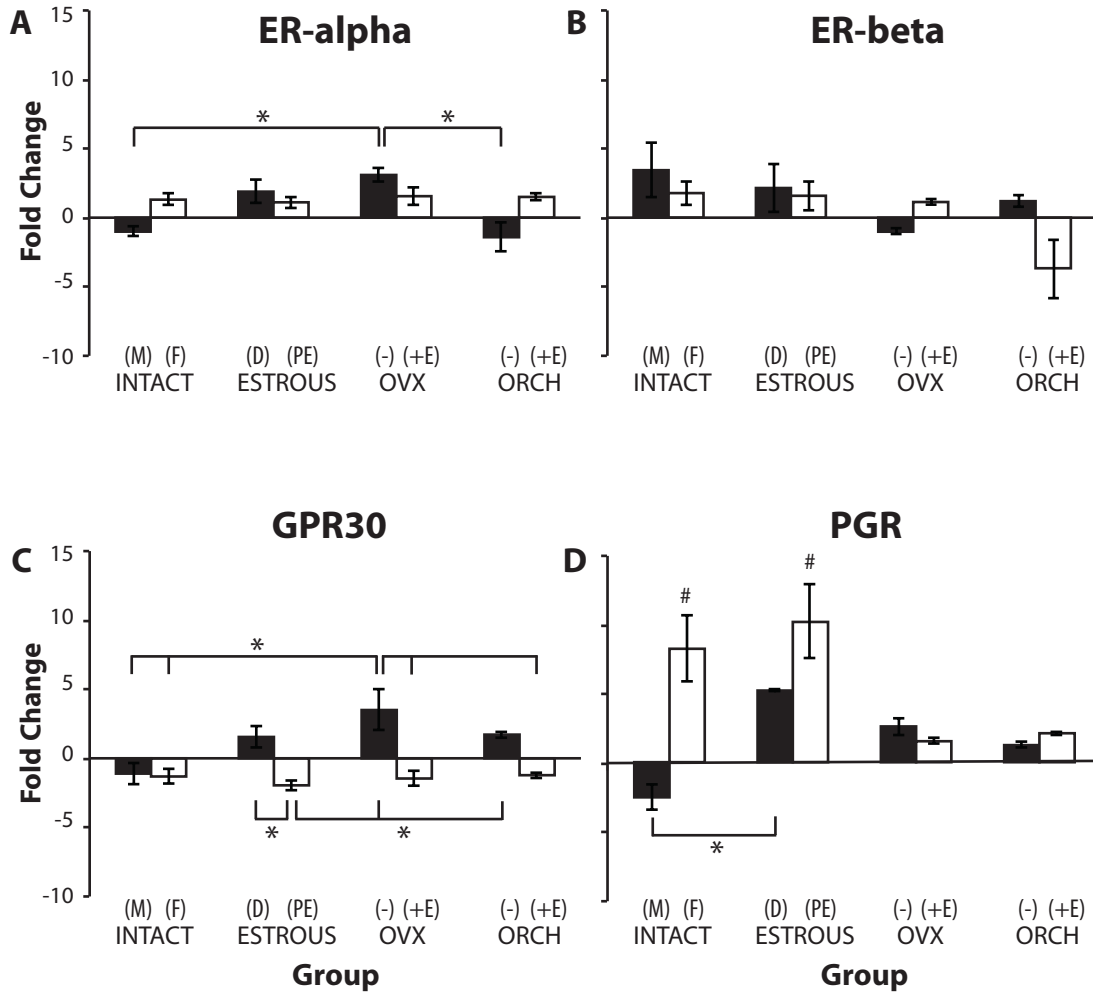 A
ER-alpha
15
10
5
0
-5
-10
Fold Change
*
*
(M) (F) (D) (PE) (-) (+E) (-) (+E)
INTACT ESTROUS OVX ORCH
B
ER-beta
(M) (F) (D) (PE) (-) (+E) (-) (+E)
INTACT ESTROUS OVX ORCH
C
GPR30
15
10
5
0
-5
-10
Fold Change
*
*
*
(M) (F) (D) (PE) (-) (+E) (-) (+E)
INTACT ESTROUS OVX ORCH
Group
D
PGR
#
#
*
(M) (F) (D) (PE) (-) (+E) (-) (+E)
INTACT ESTROUS OVX ORCH
Group